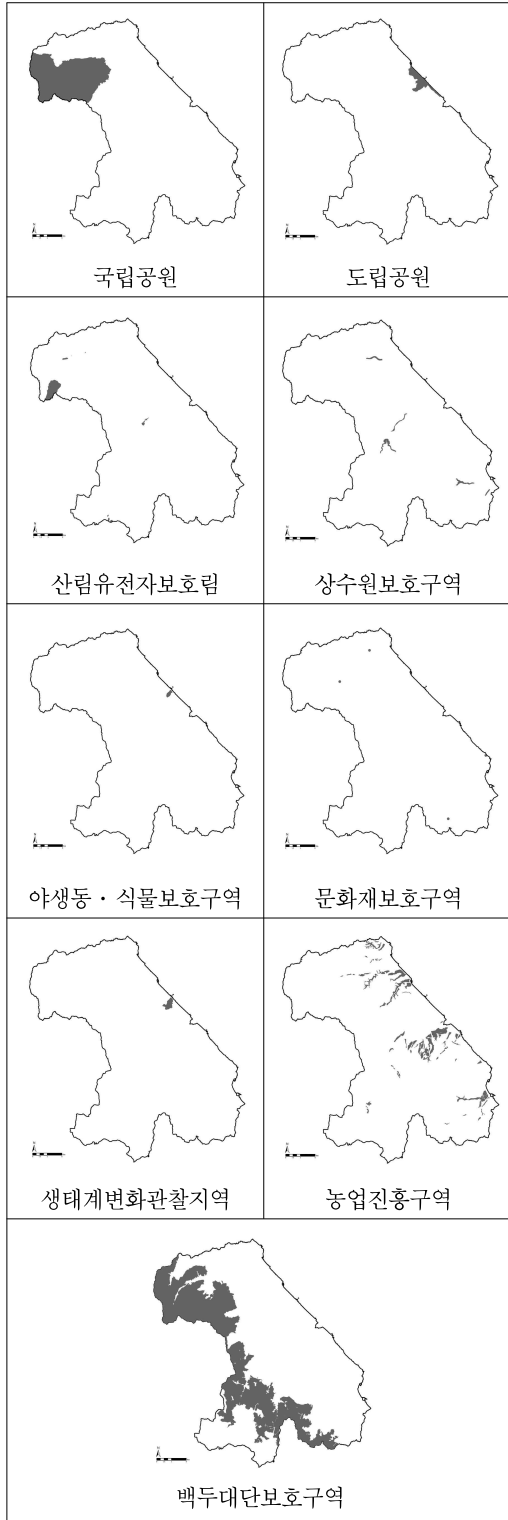 국립공원
도립공원
산림유전자보호림
상수원보호구역
야생동・식물보호구역
문화재보호구역
생태계변화관찰지역
농업진흥구역
백두대단보호구역